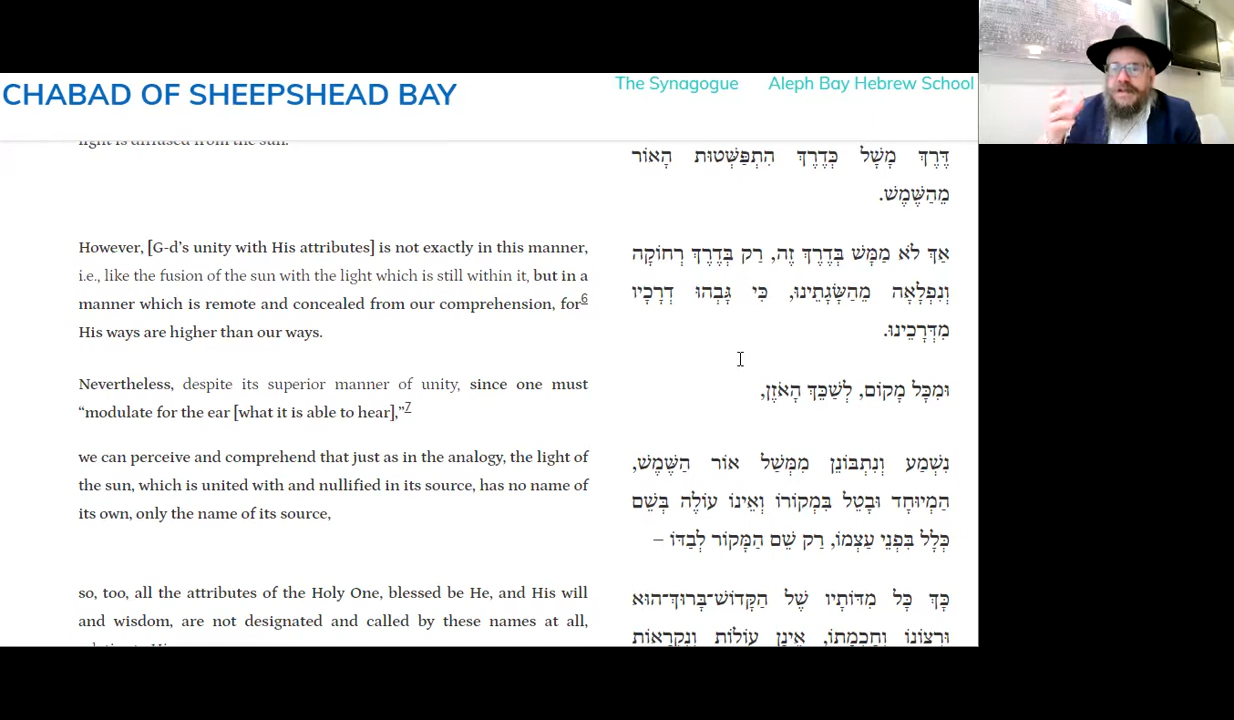 CHABAD OF SHEEPSHEAD BAY
The Synagogue
Aleph Bay Hebrew School
light is diffused from the sun.
However, [G-d's unity with His attributes] is not exactly in this manner,
i.e., like the fusion of the sun with the light which is still within it, but in a
manner which is remote and concealed from our comprehension, for6
His ways are higher than our ways.
Nevertheless, despite its superior manner of unity, since one must
“modulate for the ear [what it is able to hear],”7
we can perceive and comprehend that just as in the analogy, the light of
the sun, which is united with and nullified in its source, has no name of
its own, only the name of its source,
so, too, all the attributes of the Holy One, blessed be He, and His will
and wisdom, are not designated and called by these names at all,
דֶּרֶךְ מָשָׁל כְּדֶרֶךְ הִתְפַּשְּׁטוּת הָאוֹר
מֵהַשֶּׁמֶשׁ.
אַךְ לֹא מַמָּשׁ בְּדֶרֶךְ זֶה, רַק בְּדֶרֶךְ רְחוֹקָה
וְנִפְלָאָה מֵהַשָּׂגָתֵינוּ, כִּי גָּבְהוּ דְרָכָיו
מִדְּרָכֵינוּ.
וּמִכָּל מָקוֹם, לְשַׁכֵּךְ הָאֹזֶן,
נִשְׁמַע וְנִתְבּוֹנֵן מִמְּשַׁל אוֹר הַשֶּׁמֶשׁ,
הַמְיוּחָד וּבָטֵל בִּמְקוֹרוֹ וְאֵינוֹ עוֹלֶה בְּשֵׁם
כְּלָל בִּפְנֵי עַצְמוֹ, רַק שֵׁם הַמָּקוֹר לְבַדּוֹ –
כָּךְ כָּל מִדּוֹתָיו שֶׁל הַקָּדוֹשׁ־בָּרוּךְ־הוּא
וּרְצוֹנוֹ וְחָכְמָתוֹ, אֵינָן עוֹלוֹת וְנִקְרָאוֹת